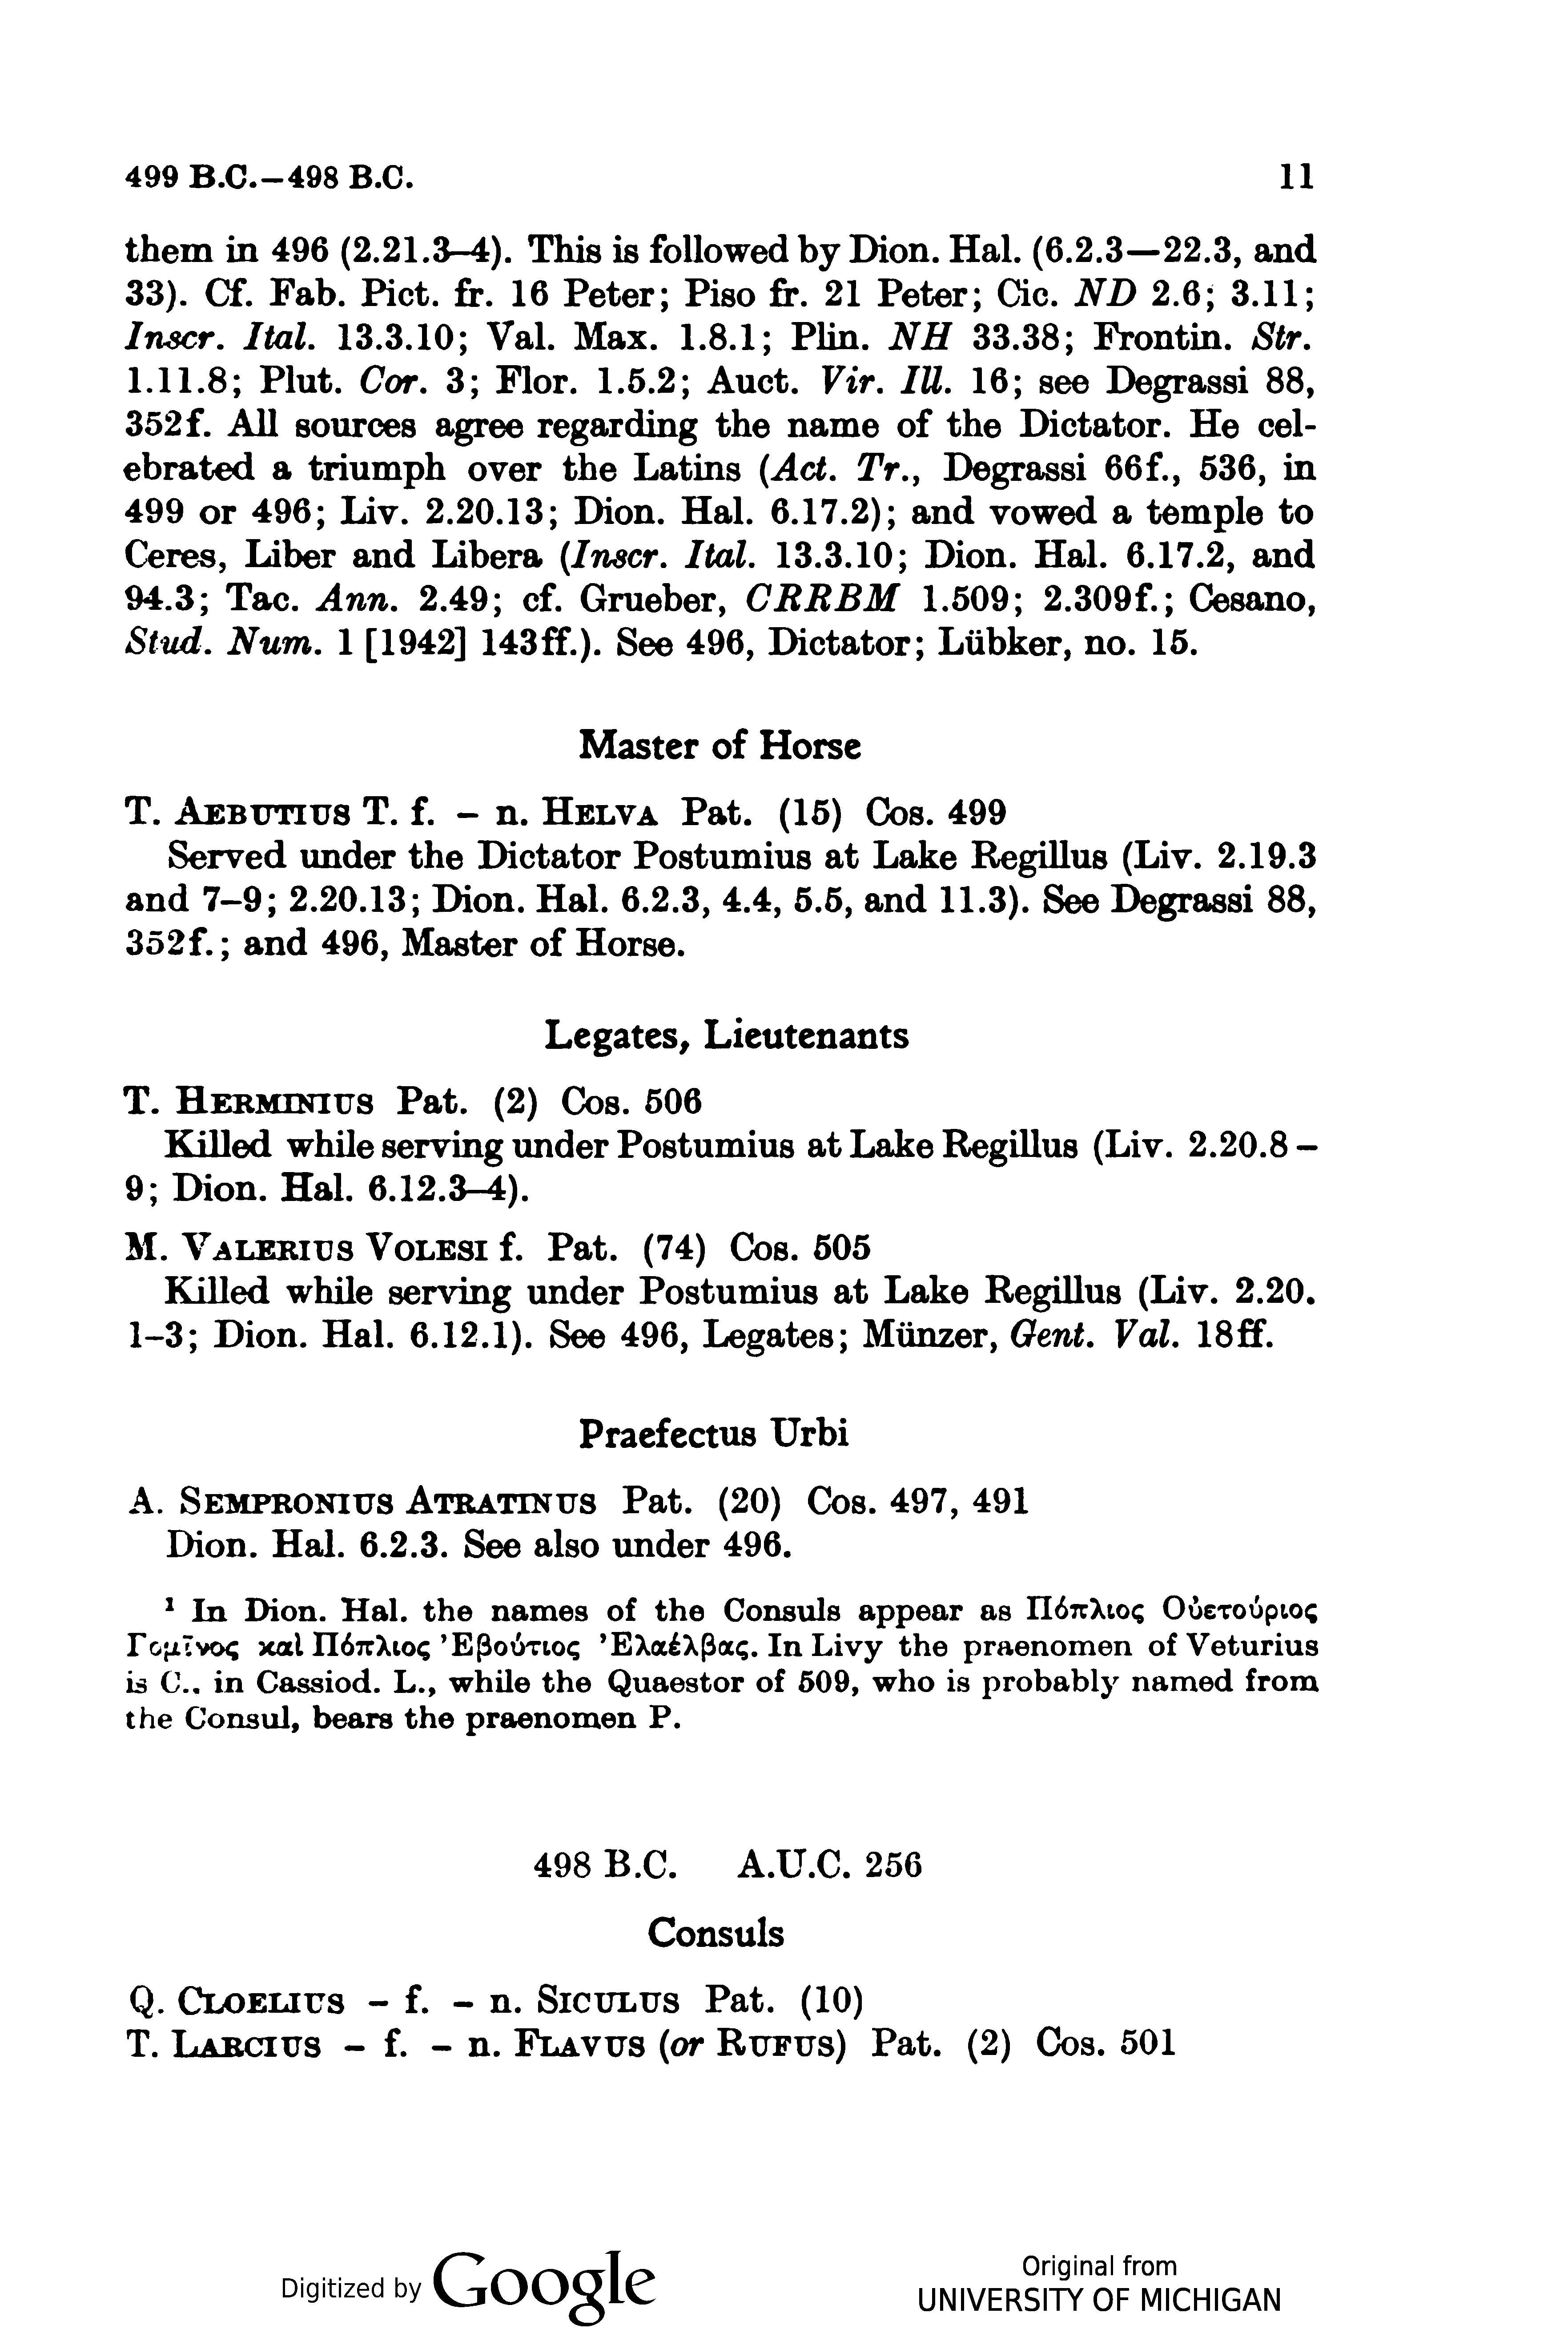 499 B.C.–498 B.C. 11
them in 496 (2.21.3–4). This is followed by Dion. Hal. (6.2.3—22.3, and
33). Cf. Fab. Pict. fr. 16 Peter; Piso fr. 21 Peter; Cic. ND 2.6; 3.11;
Inscr. Ital. 13.3.10; Val. Max. 1.8.1; Plin. NH 33.38; Frontin. Str.
1.11.8; Plut. Cor. 3; Flor. 1.5.2; Auct. Vir. Ill. 16; see Degrassi 88,
352f. All sources agree regarding the name of the Dictator. He cel-
ebrated a triumph over the Latins (Act. Tr., Degrassi 66f., 536, in
499 or 496; Liv. 2.20.13; Dion. Hal. 6.17.2); and vowed a temple to
Ceres, Liber and Libera (Inscr. Ital. 13.3.10; Dion. Hal. 6.17.2, and
94.3; Tac. Ann. 2.49; cf. Grueber, CRRBM 1.509; 2.309f.; Cesano,
Stud. Num. 1 [1942] 143ff.). See 496, Dictator; Lübker, no. 15.
Master of Horse
T. AEBUTIUS T. f. – n. HELVA Pat. (15) Cos. 499
Served under the Dictator Postumius at Lake Regillus (Liv. 2.19.3
and 7–9; 2.20.13; Dion. Hal. 6.2.3, 4.4, 5.5, and 11.3). See Degrassi 88,
352f.; and 496, Master of Horse.
Legates, Lieutenants
T. HERMINIUS Pat. (2) Cos. 506
Killed while serving under Postumius at Lake Regillus (Liv. 2.20.8–
9; Dion. Hal. 6.12.3–4).
M. VALERIUS VOLESI f. Pat. (74) Cos. 505
Killed while serving under Postumius at Lake Regillus (Liv. 2.20.
1–3; Dion. Hal. 6.12.1). See 496, Legates; Münzer, Gent. Val. 18ff.
Praefectus Urbi
A. SEMPRONIUS ATRATINUS Pat. (20) Cos. 497, 491
Dion. Hal. 6.2.3. See also under 496.
¹ In Dion. Hal. the names of the Consuls appear as Πόπλιος Οὐετούριος
Γεμῖνος καὶ Πόπλιος Ἐβούτιος Ἐλαέλβας. In Livy the praenomen of Veturius
is C., in Cassiod. L., while the Quaestor of 509, who is probably named from
the Consul, bears the praenomen P.
498 B.C. A.U.C. 256
Consuls
Q. CLOELIUS – f. – n. SICULUS Pat. (10)
T. LARCIUS – f. – n. FLAVUS (or RUFUS) Pat. (2) Cos. 501
Digitized by Google
Original from
UNIVERSITY OF MICHIGAN